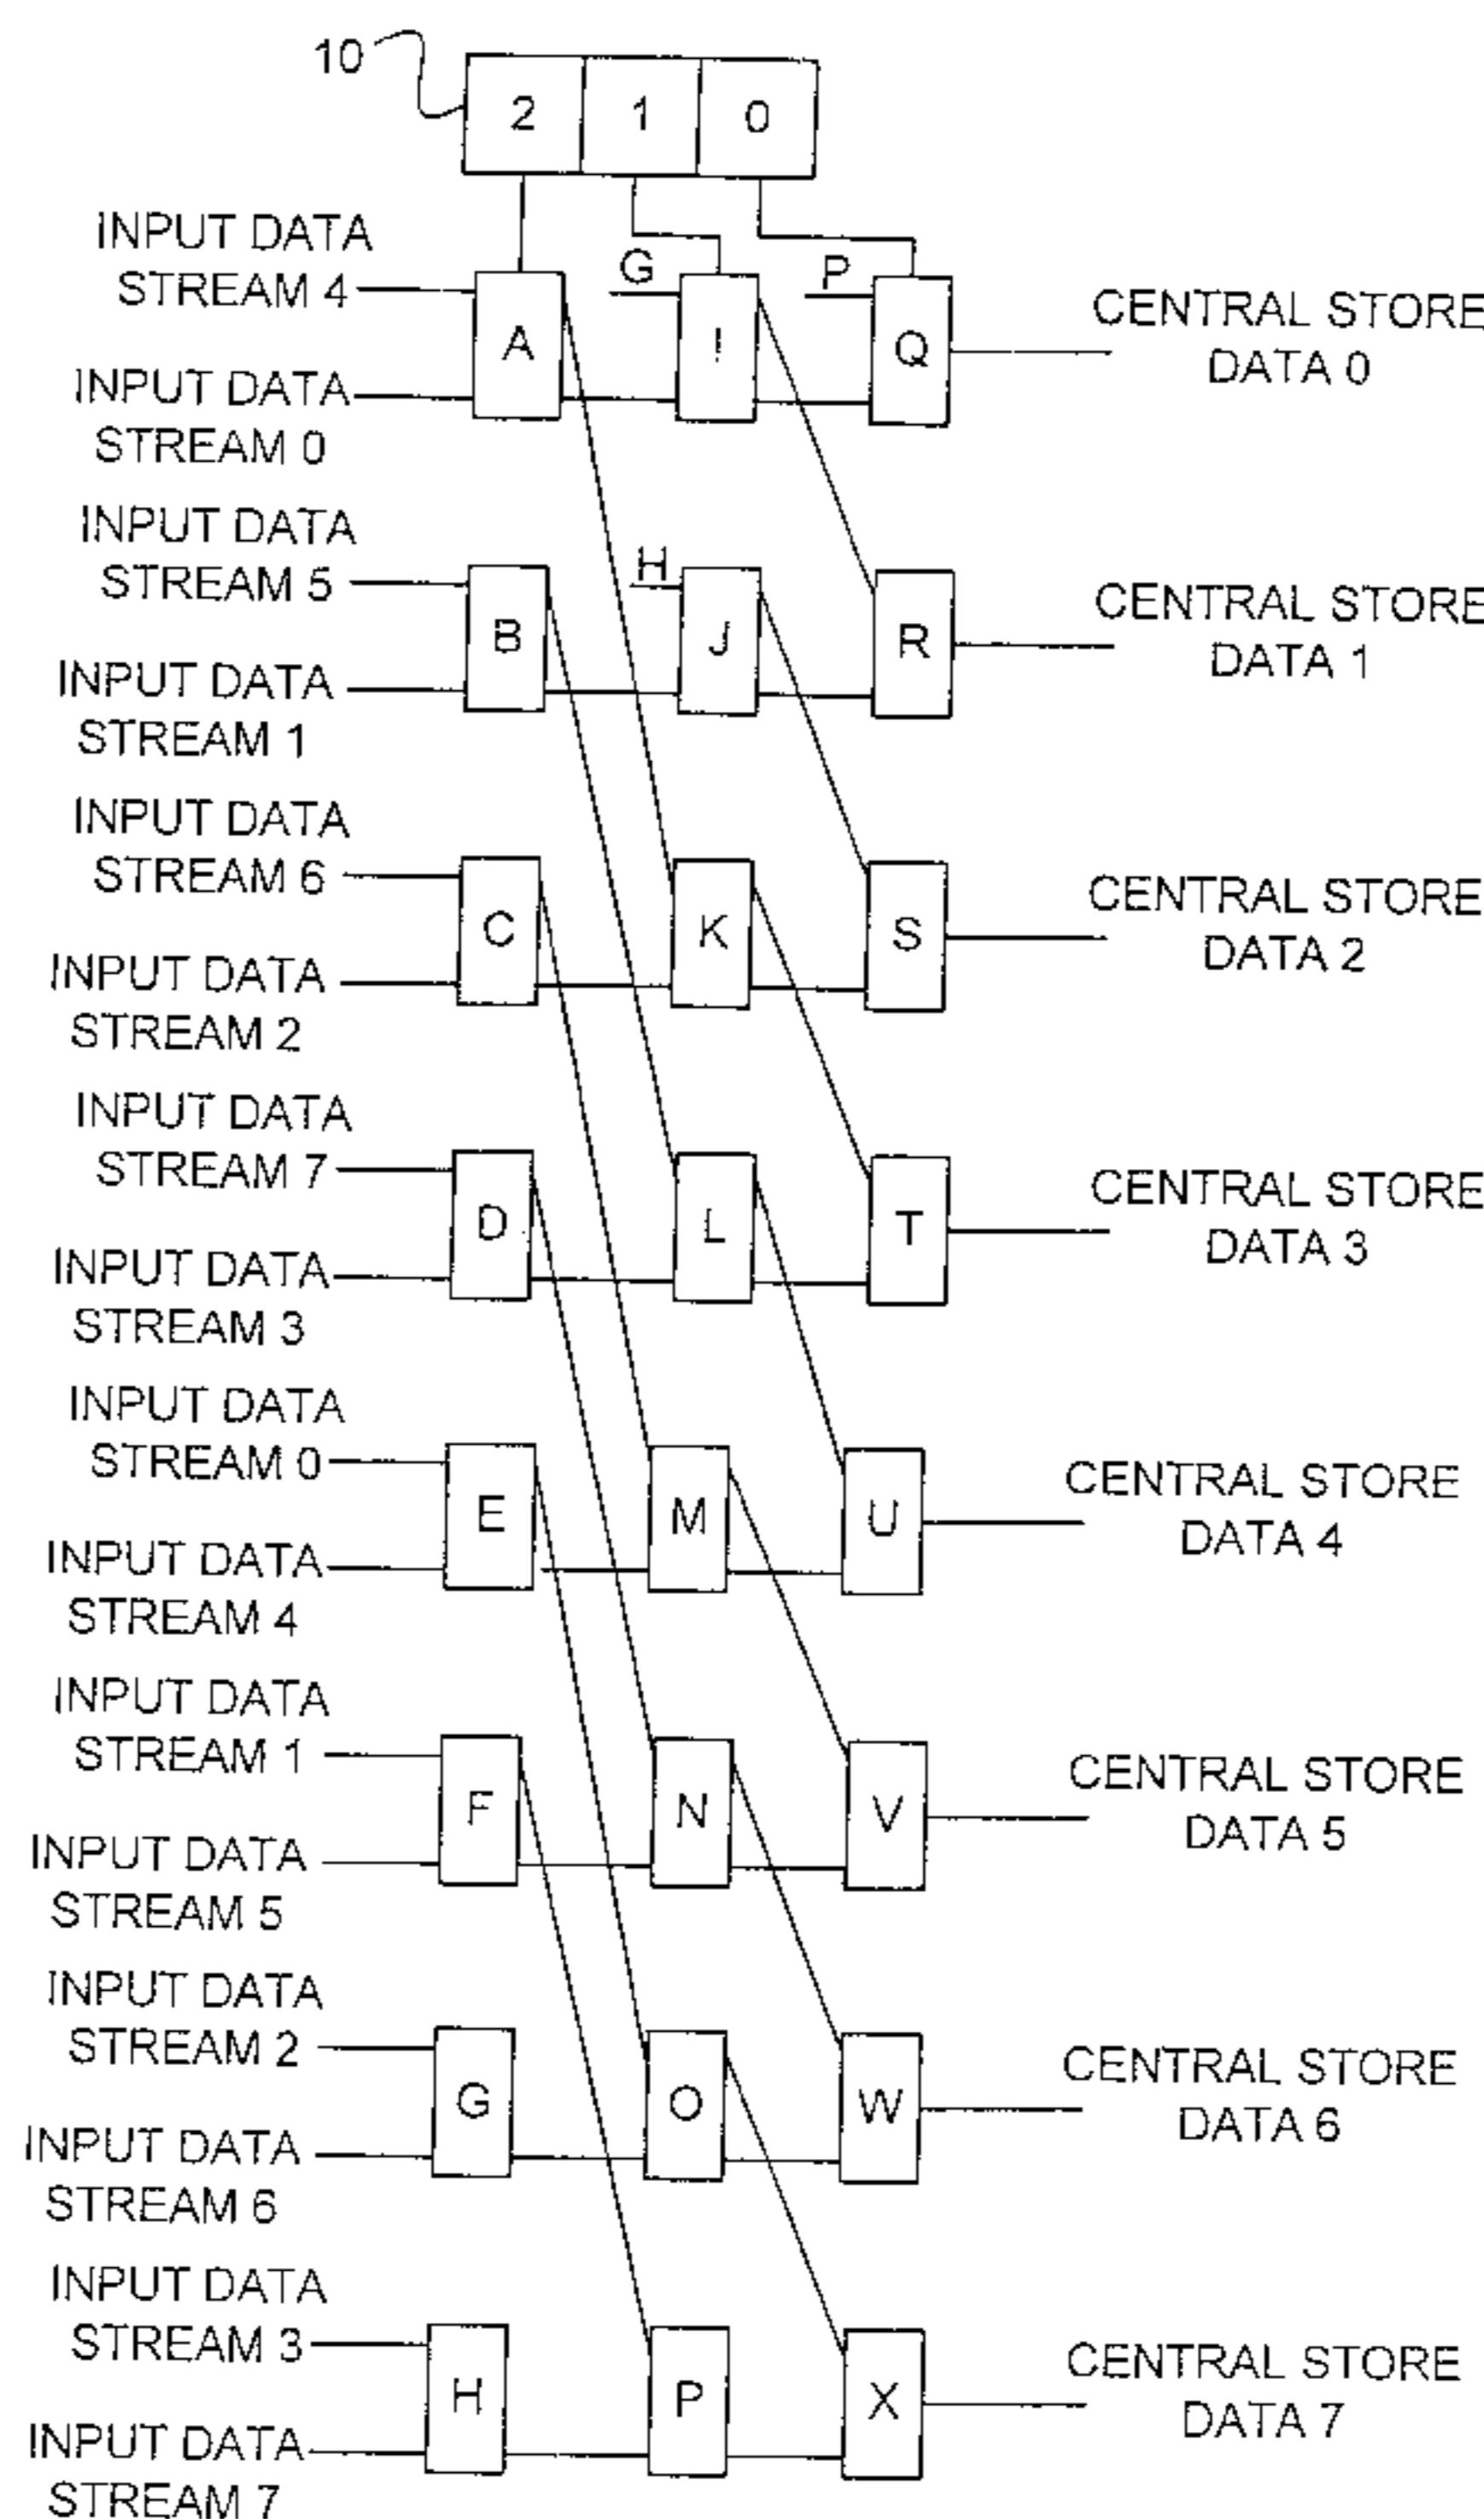 10
2 1 0
INPUT DATA
STREAM 4
G
P
A
I
Q
CENTRAL STORE
DATA 0
INPUT DATA
STREAM 0
INPUT DATA
STREAM 5
H
B
J
R
CENTRAL STORE
DATA 1
INPUT DATA
STREAM 1
INPUT DATA
STREAM 6
C
K
S
CENTRAL STORE
DATA 2
INPUT DATA
STREAM 2
INPUT DATA
STREAM 7
D
L
T
CENTRAL STORE
DATA 3
INPUT DATA
STREAM 3
INPUT DATA
STREAM 0
E
M
U
CENTRAL STORE
DATA 4
INPUT DATA
STREAM 4
INPUT DATA
STREAM 1
F
N
V
CENTRAL STORE
DATA 5
INPUT DATA
STREAM 5
INPUT DATA
STREAM 2
G
O
W
CENTRAL STORE
DATA 6
INPUT DATA
STREAM 6
INPUT DATA
STREAM 3
H
P
X
CENTRAL STORE
DATA 7
INPUT DATA
STREAM 7